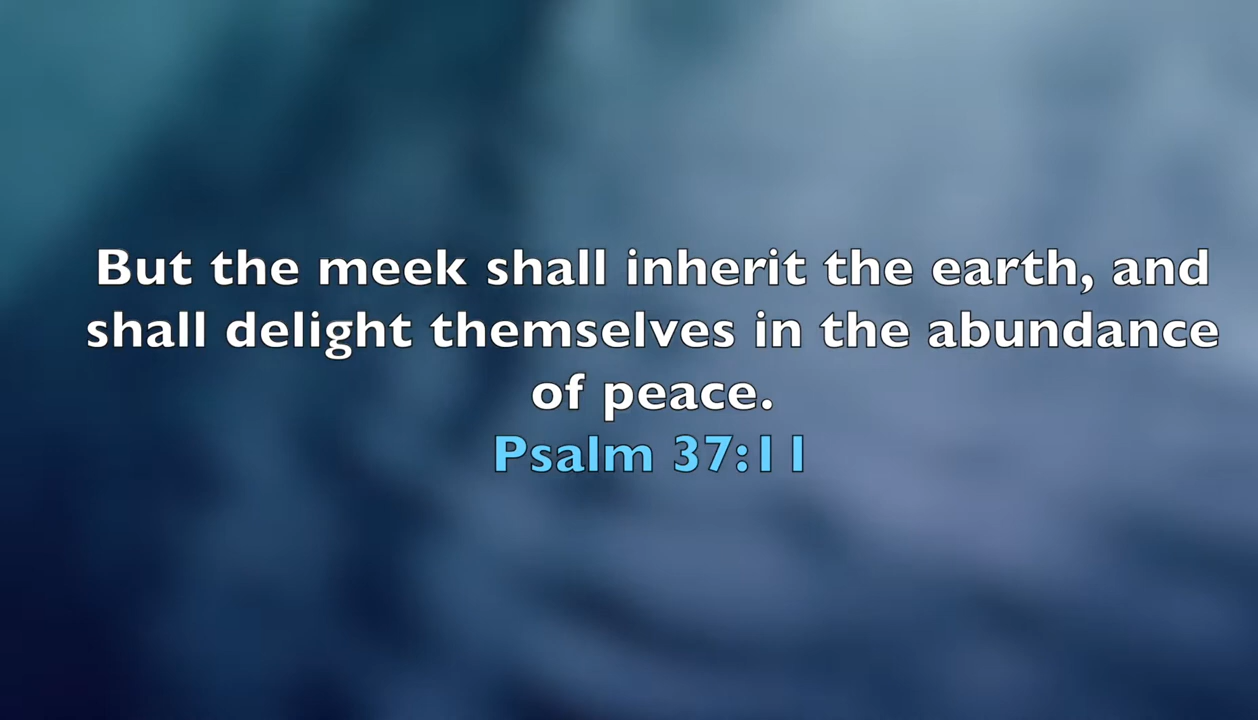 But the meek shall inherit the earth, and
shall delight themselves in the abundance
of peace.
Psalm 37:11